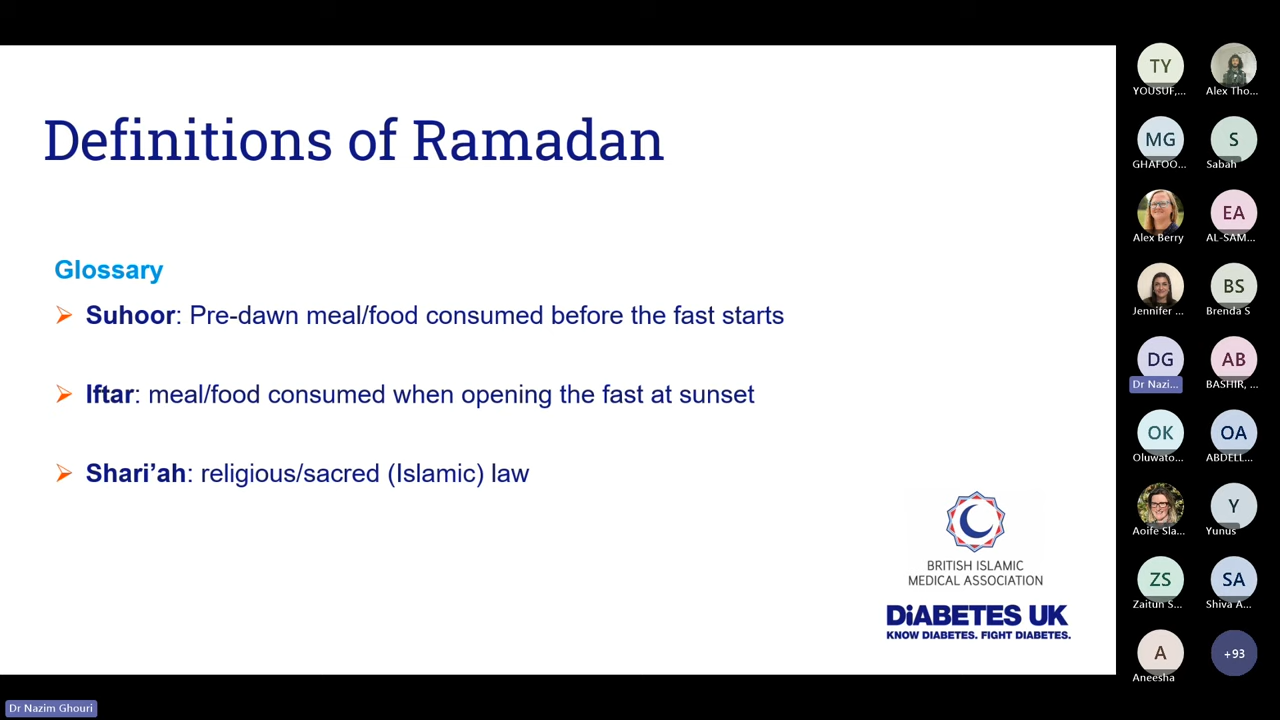 Definitions of Ramadan
Glossary
➢ Suhoor: Pre-dawn meal/food consumed before the fast starts
➢ Iftar: meal/food consumed when opening the fast at sunset
➢ Shari’ah: religious/sacred (Islamic) law
BRITISH ISLAMIC
MEDICAL ASSOCIATION
DiABETES UK
KNOW DIABETES. FIGHT DIABETES.
TY
YOUSUF,...
Alex Tho...
MG
GHAFOO...
S
Sabah
Alex Berry
EA
AL-SAM...
Jennifer ...
BS
Brenda S
DG
Dr Nazi...
AB
BASHIR, ...
OK
Oluwato...
OA
ABDELL...
Aoife Sla...
Y
Yunus
ZS
Zaitun S...
SA
Shiva A...
A
Aneesha
+93
Dr Nazim Ghouri